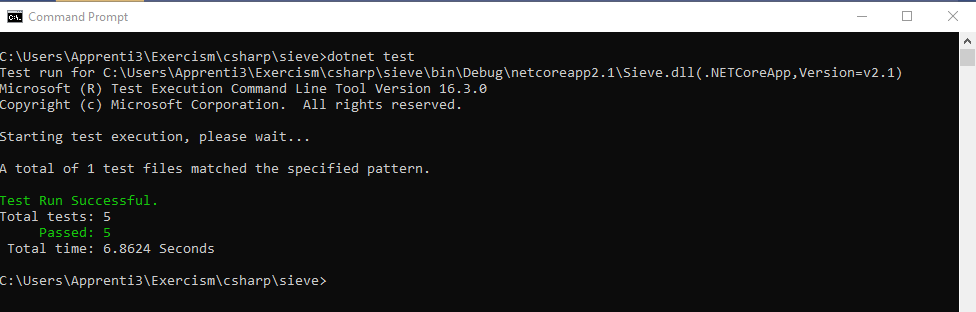 Command Prompt
C:\Users\Apprenti3\Exercism\csharp\sieve>dotnet test
Test run for C:\Users\Apprenti3\Exercism\csharp\sieve\bin\Debug\netcoreapp2.1\Sieve.dll(.NETCoreApp,Version=v2.1)
Microsoft (R) Test Execution Command Line Tool Version 16.3.0
Copyright (c) Microsoft Corporation.  All rights reserved.
Starting test execution, please wait...
A total of 1 test files matched the specified pattern.
Test Run Successful.
Total tests: 5
Passed: 5
Total time: 6.8624 Seconds
C:\Users\Apprenti3\Exercism\csharp\sieve>